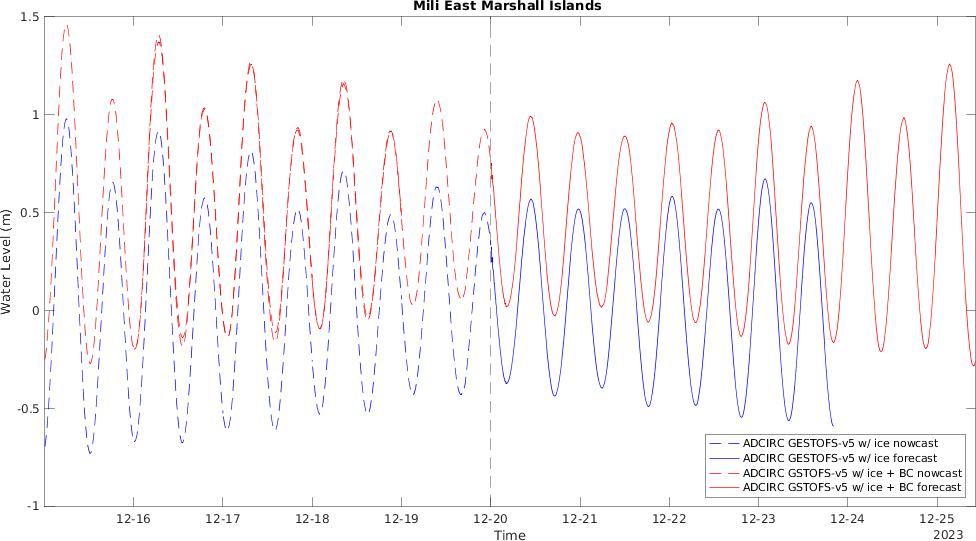 Mili East Marshall Islands
1.5
1
0.5
0
-0.5
-1
Water Level (m)
ADCIRC GESTOFS-v5 w/ ice nowcast
ADCIRC GESTOFS-v5 w/ ice forecast
ADCIRC GSTOFS-v5 w/ ice + BC nowcast
ADCIRC GSTOFS-v5 w/ ice + BC forecast
12-16 12-17 12-18 12-19 12-20 12-21 12-22 12-23 12-24 12-25
Time
2023